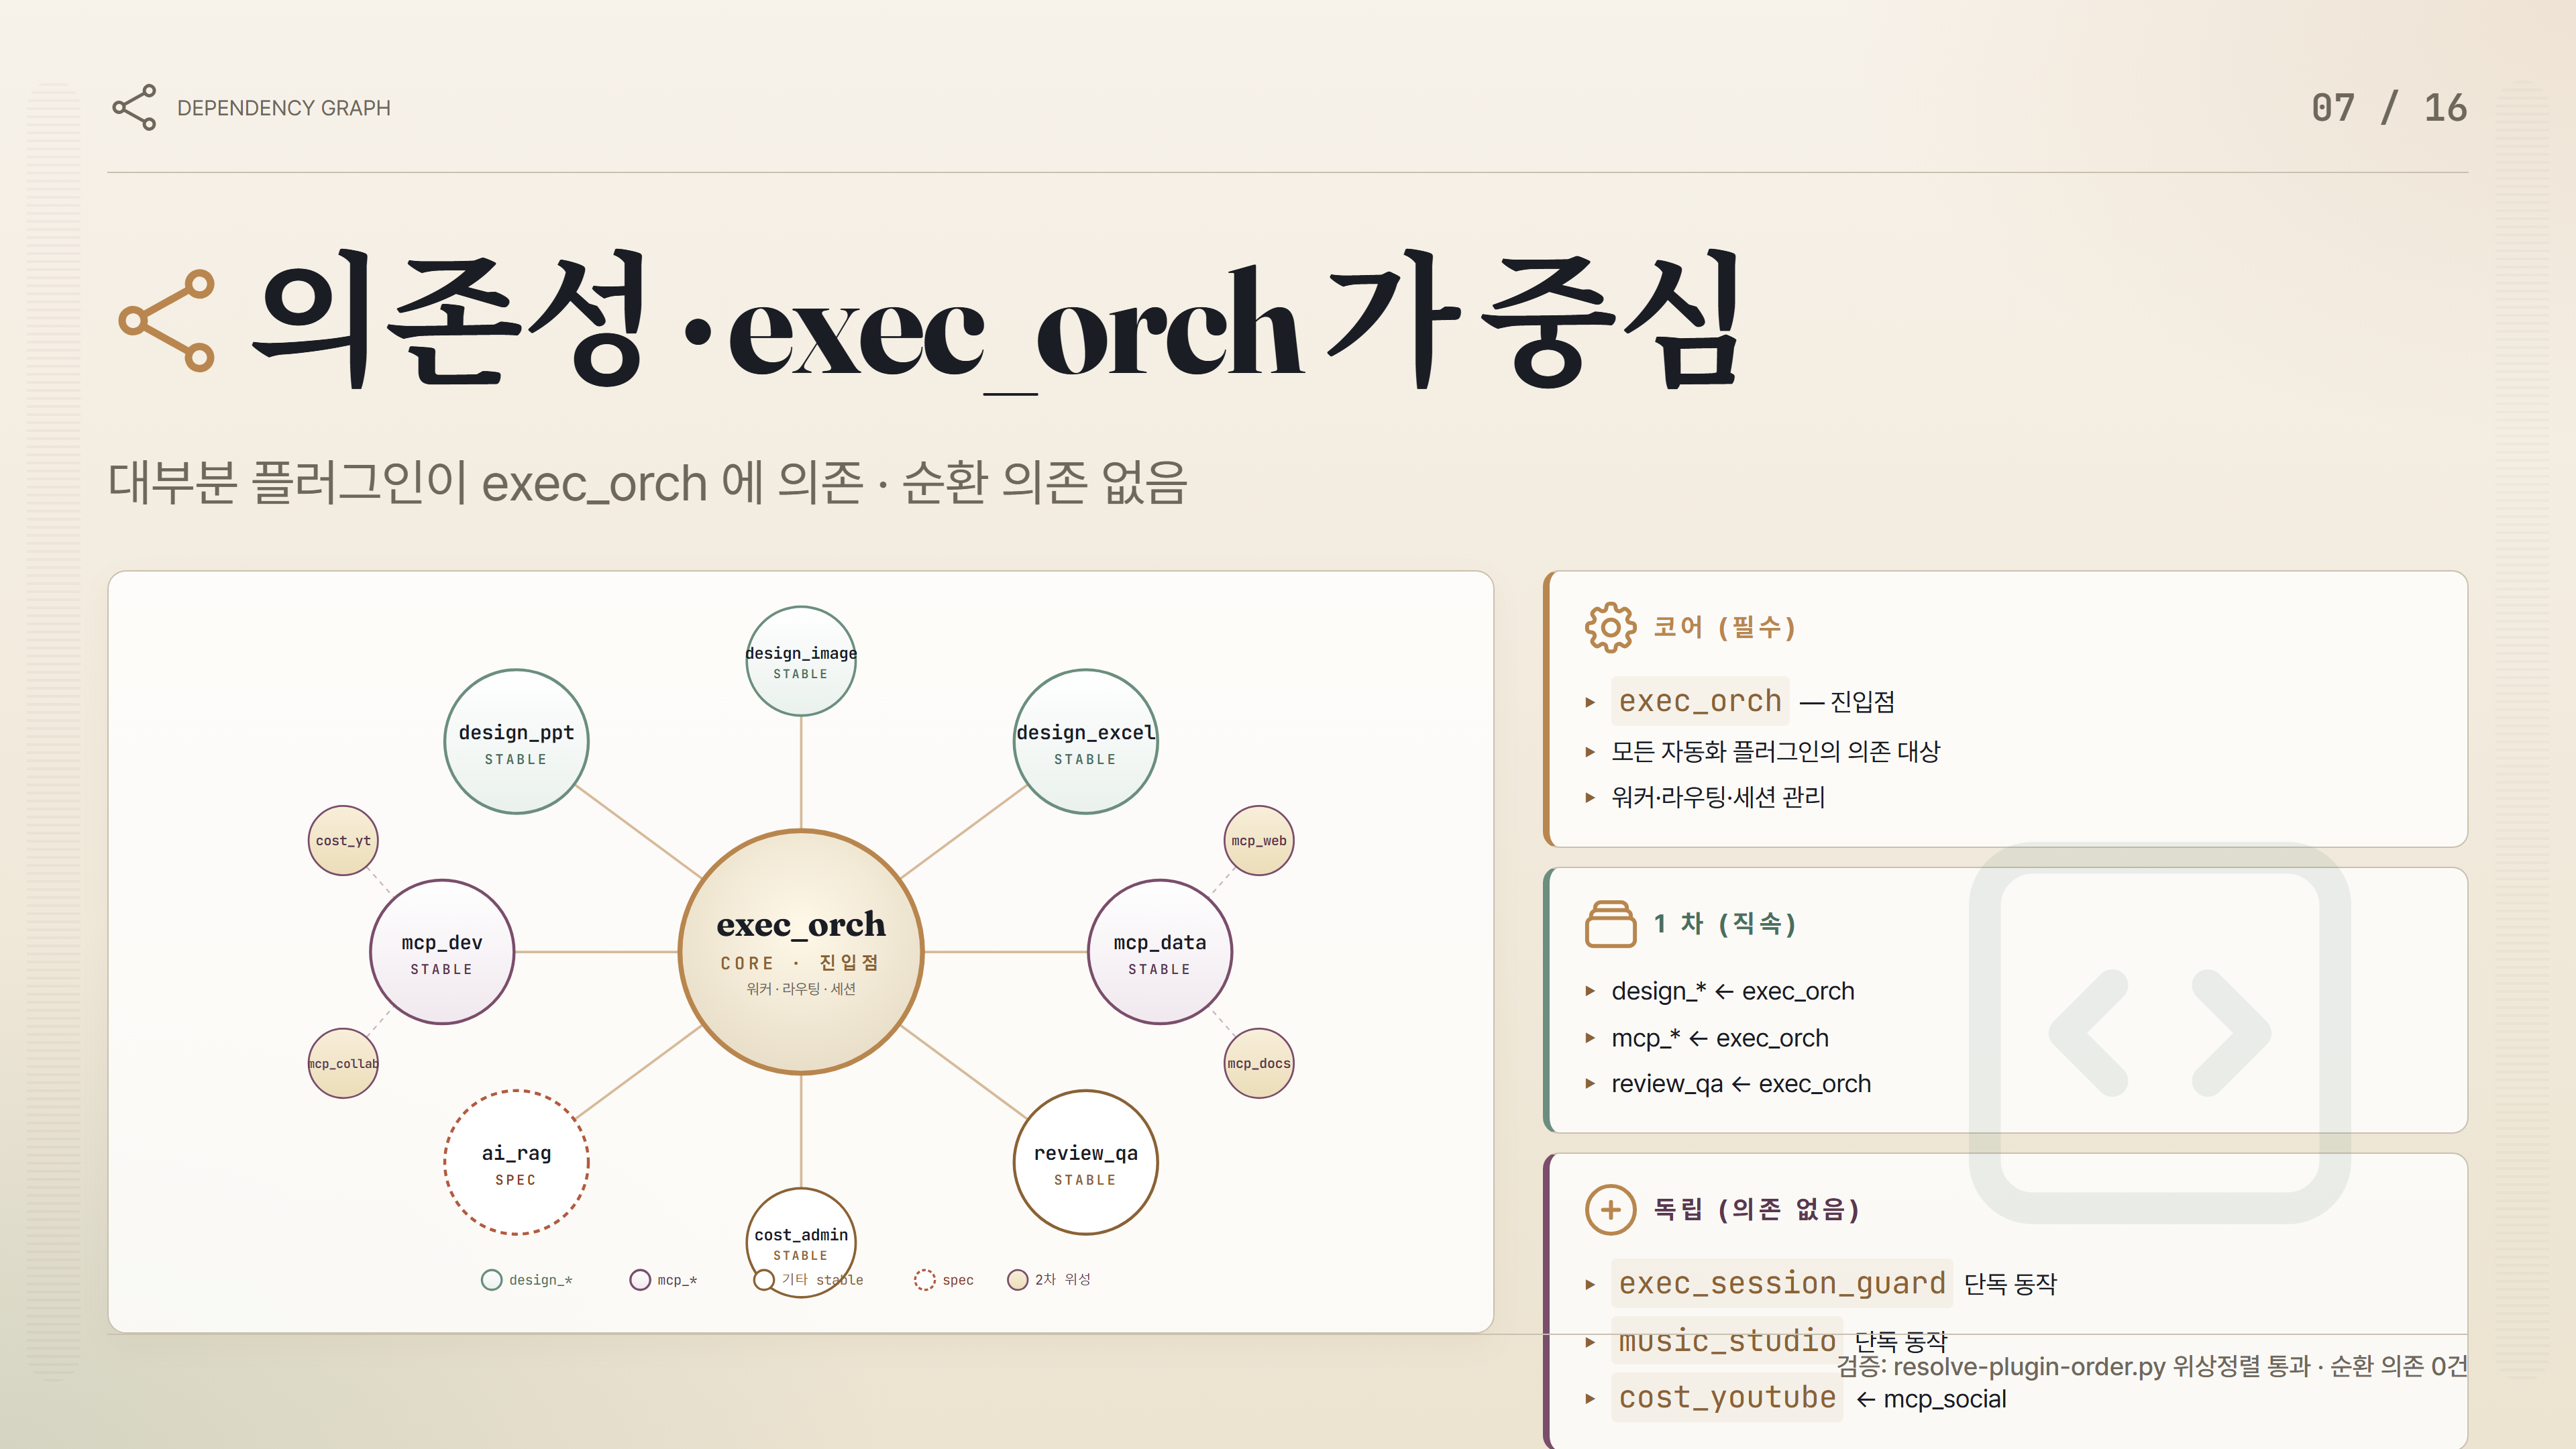 DEPENDENCY GRAPH
07 / 16
의존성 · exec_orch 가 중심
대부분 플러그인이 exec_orch 에 의존 · 순환 의존 없음
design_image
STABLE
design_ppt
STABLE
design_excel
STABLE
cost_yt
mcp_web
mcp_dev
STABLE
exec_orch
CORE · 진입점
워커 · 라우팅 · 세션
mcp_data
STABLE
mcp_collab
mcp_docs
ai_rag
SPEC
review_qa
STABLE
cost_admin
STABLE
design_*
mcp_*
기타 stable
spec
2차 위성
코어 (필수)
▸ exec_orch — 진입점
▸ 모든 자동화 플러그인의 의존 대상
▸ 워커·라우팅·세션 관리
1 차 (직속)
▸ design_* ← exec_orch
▸ mcp_* ← exec_orch
▸ review_qa ← exec_orch
독립 (의존 없음)
▸ exec_session_guard 단독 동작
▸ music_studio 단독 동작
검증: resolve-plugin-order.py 위상정렬 통과 · 순환 의존 0건
▸ cost_youtube ← mcp_social